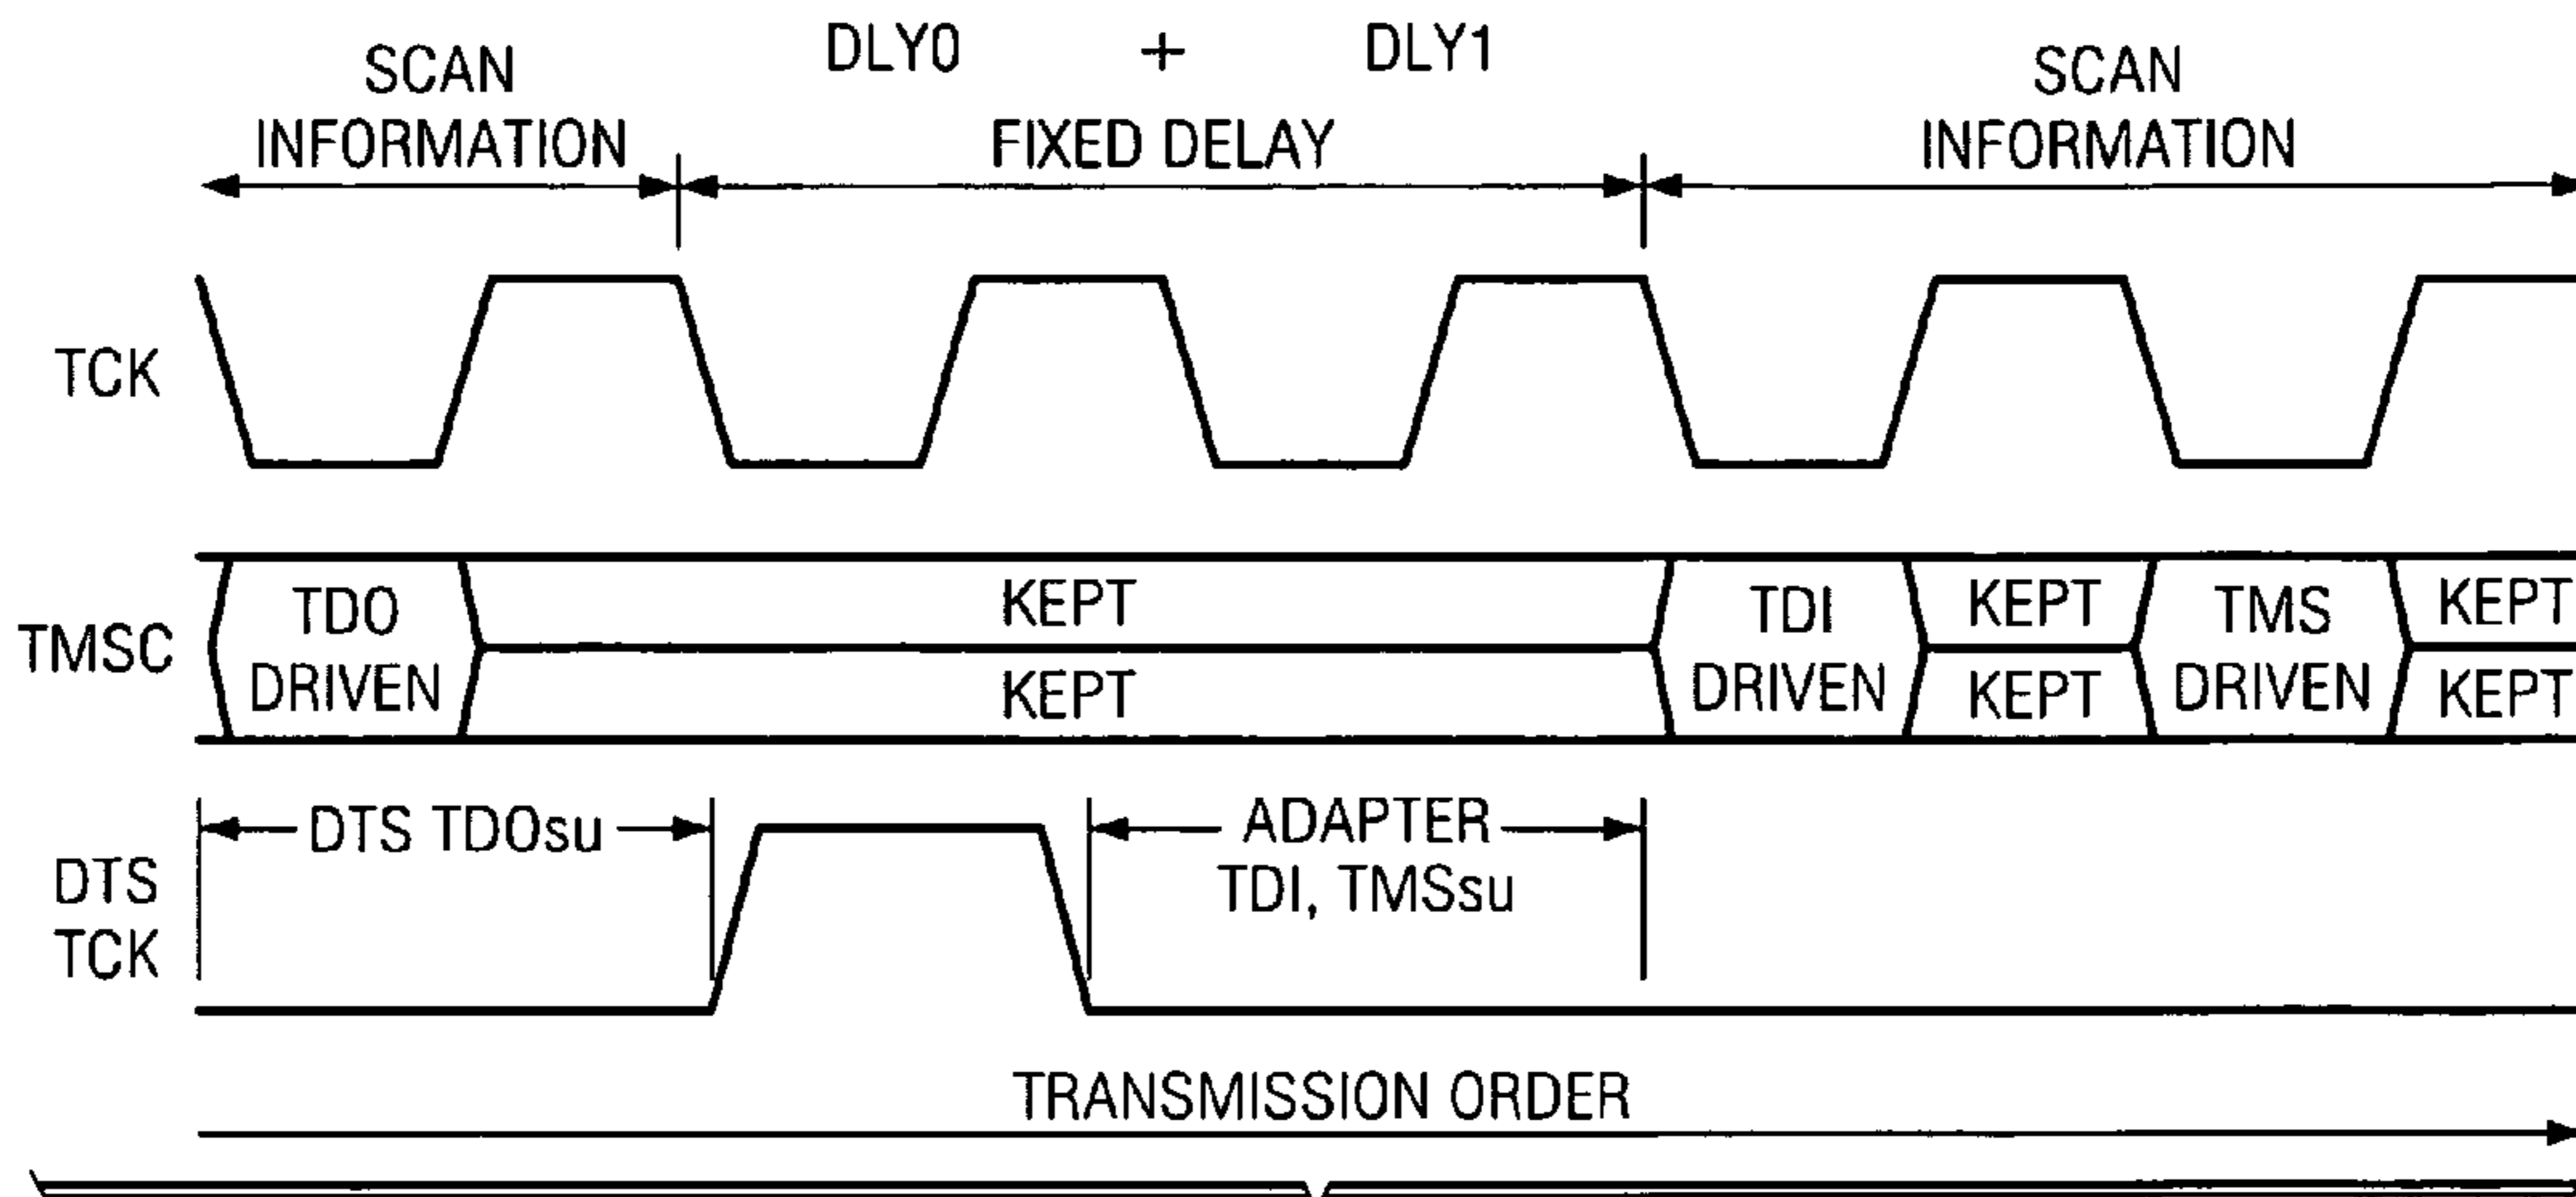 SCAN
INFORMATION
DLY0 + DLY1
FIXED DELAY
SCAN
INFORMATION
TCK
TMSC
TDO
DRIVEN
KEPT
KEPT
TDI
DRIVEN
KEPT
KEPT
TMS
DRIVEN
KEPT
KEPT
DTS
TCK
DTS TDOsu
ADAPTER
TDI, TMSsu
TRANSMISSION ORDER